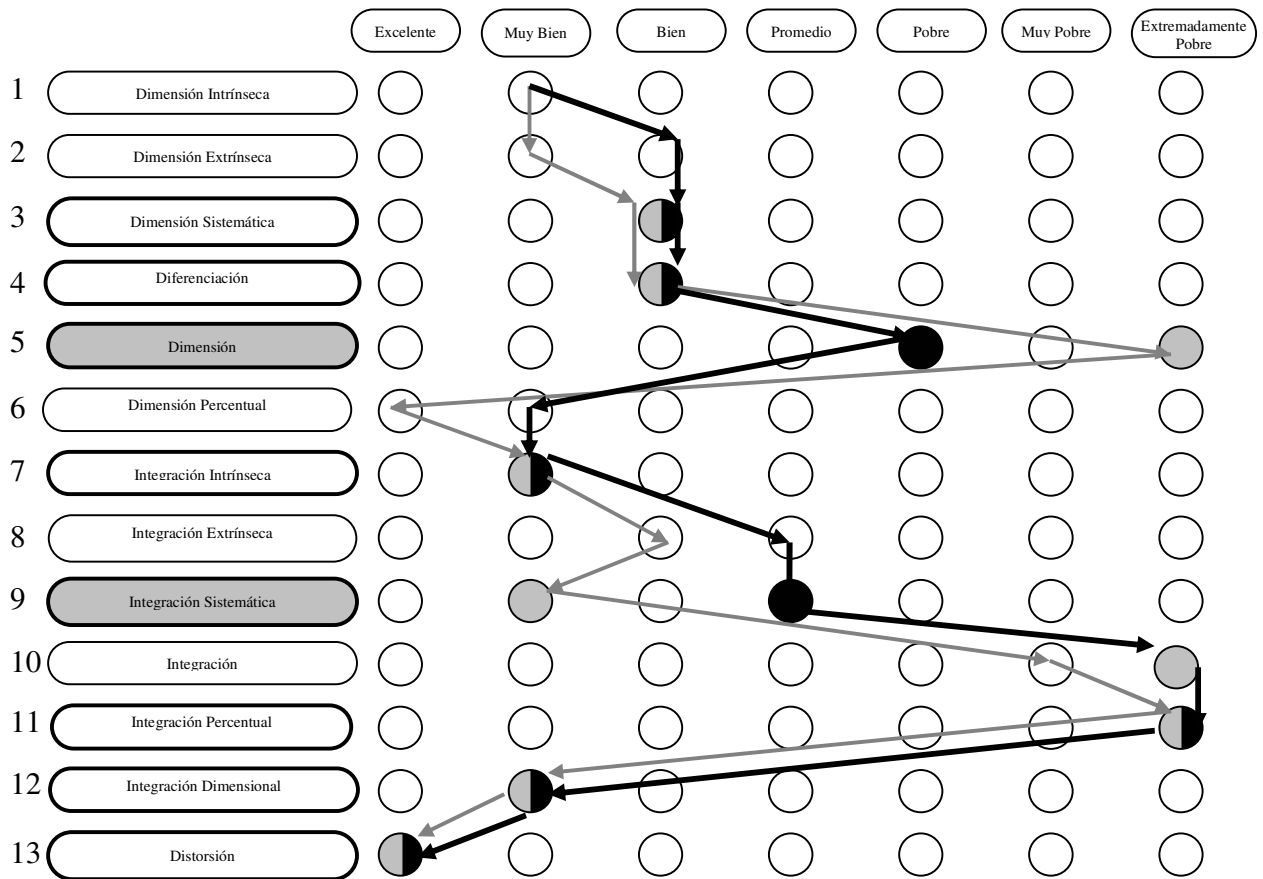 Excelente
Muy Bien
Bien
Promedio
Pobre
Muy Pobre
Extremadamente
Pobre
1 Dimensión Intrínseca
2 Dimensión Extrínseca
3 Dimensión Sistemática
4 Diferenciación
5 Dimensión
6 Dimensión Percentual
7 Integración Intrínseca
8 Integración Extrínseca
9 Integración Sistemática
10 Integración
11 Integración Percentual
12 Integración Dimensional
13 Distorsión